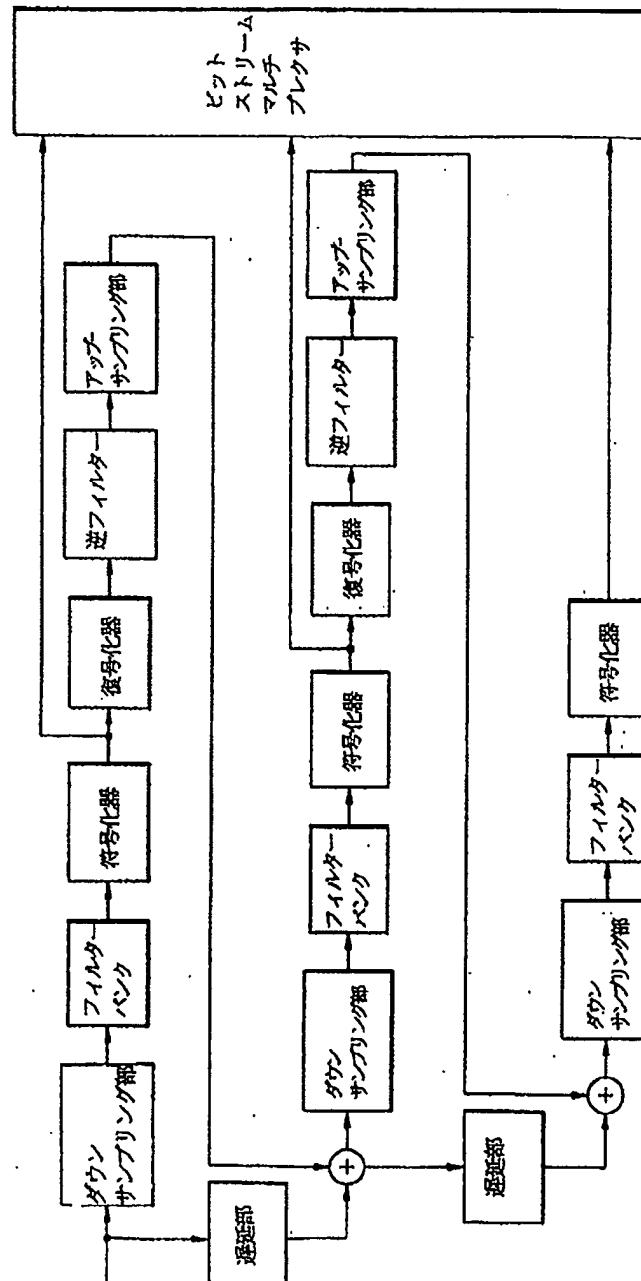 ダウン
サンプリング部
フィルター
バンク
符号化器
復号化器
逆フィルター
アップ
サンプリング部
遅延部
ダウン
サンプリング部
フィルター
バンク
符号化器
復号化器
逆フィルター
アップ
サンプリング部
遅延部
ダウン
サンプリング部
フィルター
バンク
符号化器
ビット
ストリーム
マルチ
プレクサ